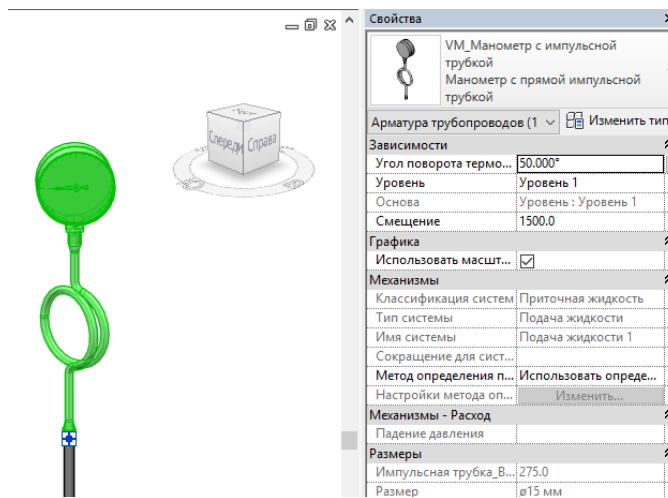 Свойства
VM_Манометр с импульсной
трубкой
Манометр с прямой импульсной
трубкой
Арматура трубопроводов (1
Изменить тип
Зависимости
Угол поворота термо... 50.000°
Уровень Уровень 1
Основа Уровень : Уровень 1
Смещение 1500.0
Графика
Использовать масшт...
Механизмы
Классификация систем Приточная жидкость
Тип системы Подача жидкости
Имя системы Подача жидкости 1
Сокращение для сист...
Метод определения п... Использовать опреде...
Настройки метода оп... Изменить...
Механизмы - Расход
Падение давления
Размеры
Импульсная трубка_В... 275.0
Размер ø15 мм
Спереди
Справа